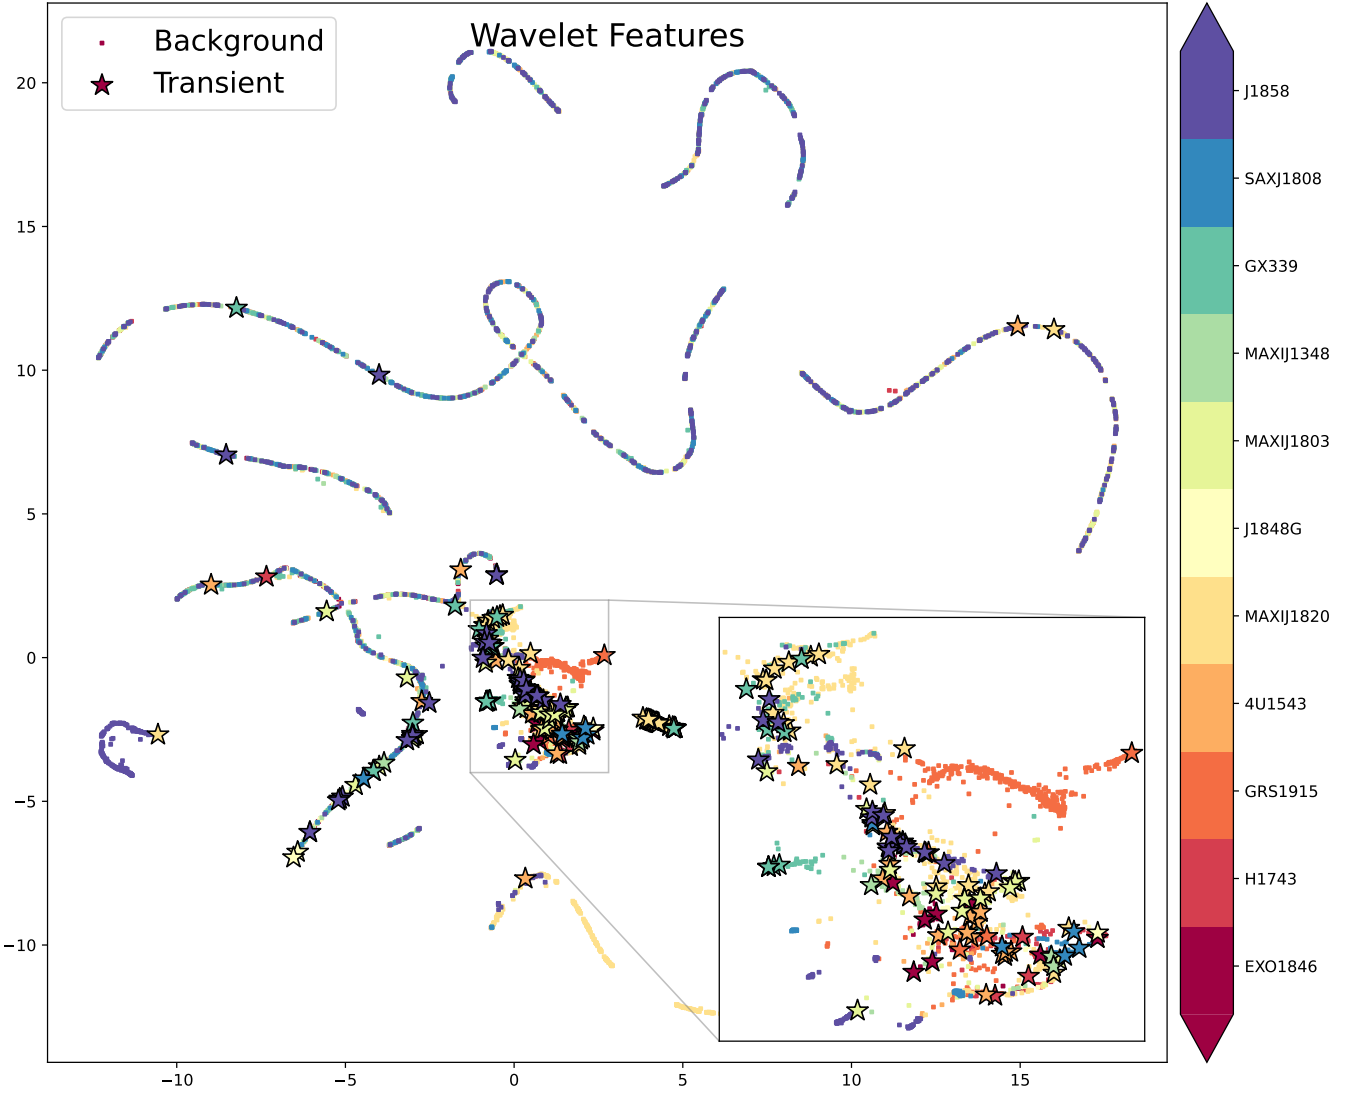 Wavelet Features
Background
Transient
20
15
10
5
0
−5
−10
−10
−5
0
5
10
15
J1858
SAXJ1808
GX339
MAXIJ1348
MAXIJ1803
J1848G
MAXIJ1820
4U1543
GRS1915
H1743
EXO1846